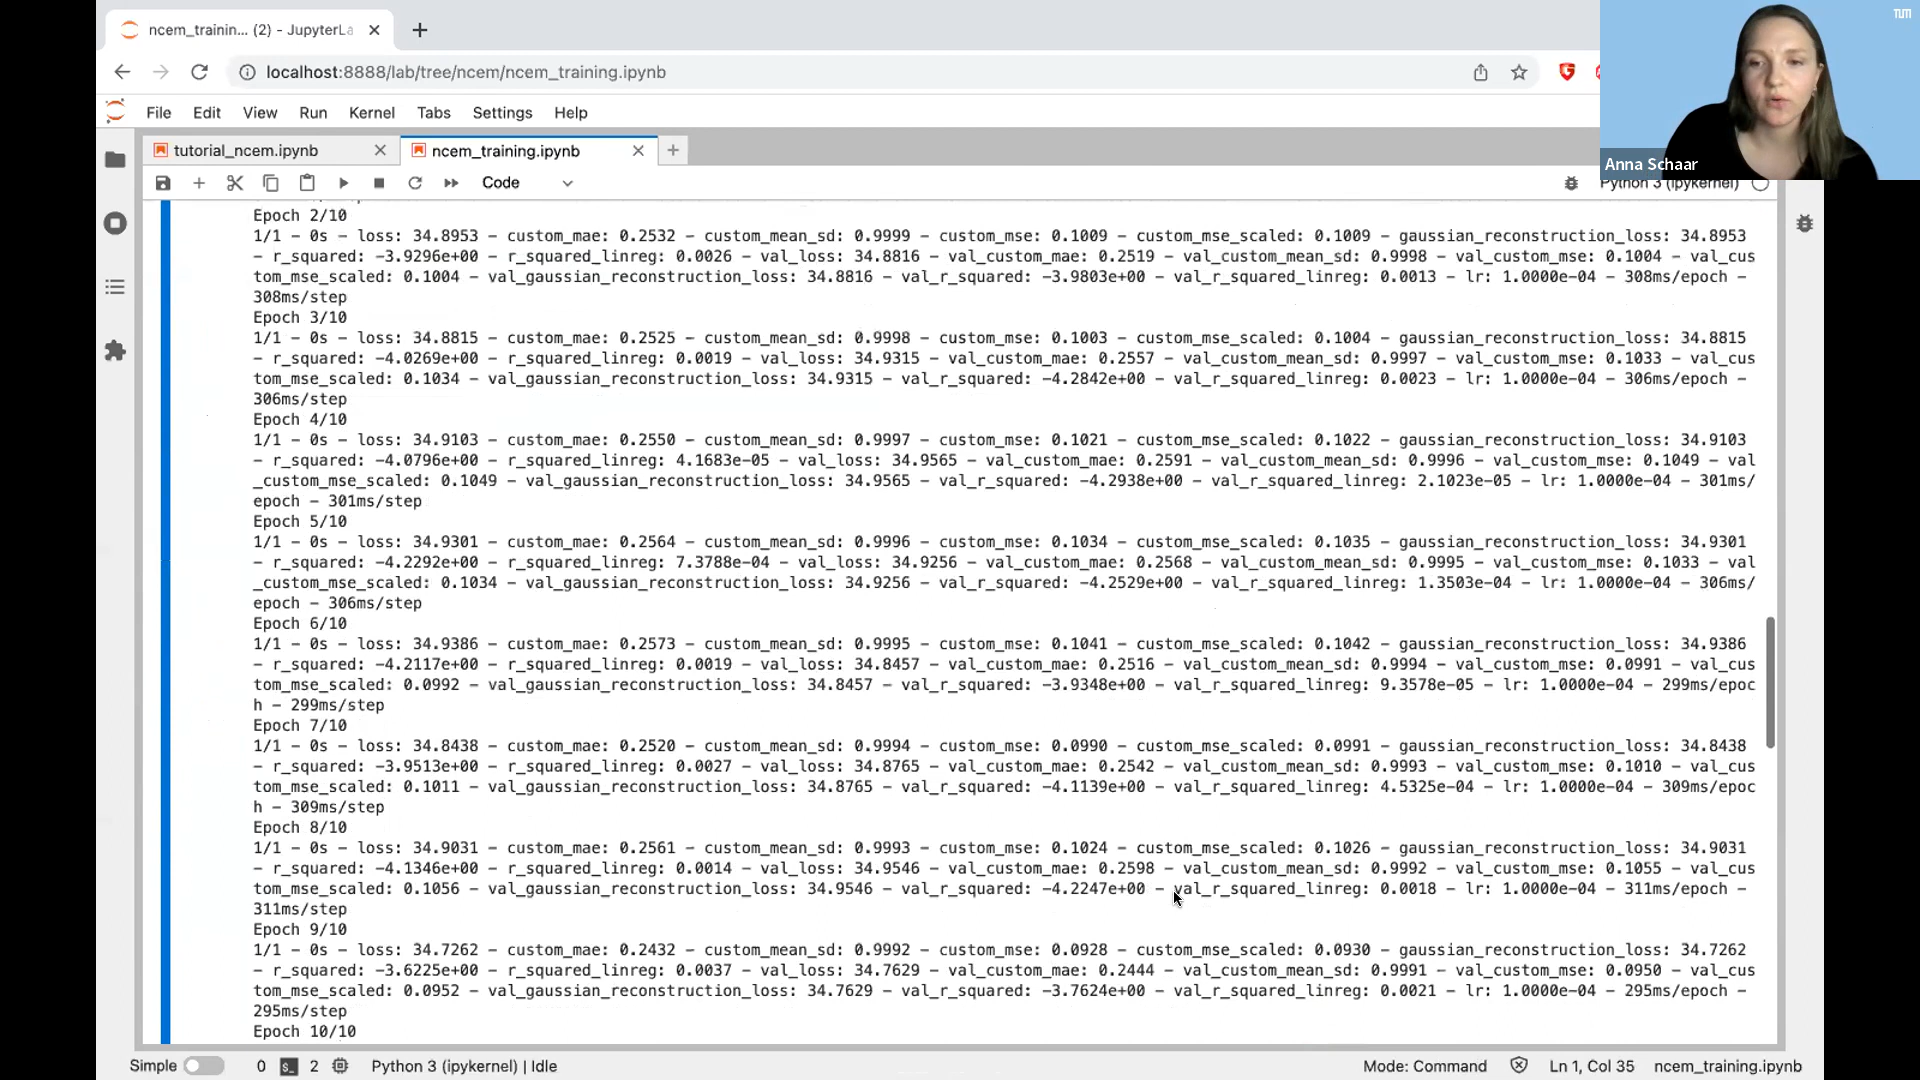 ncem_trainin... (2) - JupyterLa
localhost:8888/lab/tree/ncem/ncem_training.ipynb
TUM
File Edit View Run Kernel Tabs Settings Help
tutorial_ncem.ipynb
ncem_training.ipynb
Anna Schaar
Code
Python 3 (ipykernel)
Epoch 2/10
1/1 - 0s - loss: 34.8953 - custom_mae: 0.2532 - custom_mean_sd: 0.9999 - custom_mse: 0.1009 - custom_mse_scaled: 0.1009 - gaussian_reconstruction_loss: 34.8953
- r_squared: -3.9296e+00 - r_squared_linreg: 0.0026 - val_loss: 34.8816 - val_custom_mae: 0.2519 - val_custom_mean_sd: 0.9998 - val_custom_mse: 0.1004 - val_cus
tom_mse_scaled: 0.1004 - val_gaussian_reconstruction_loss: 34.8816 - val_r_squared: -3.9803e+00 - val_r_squared_linreg: 0.0013 - lr: 1.0000e-04 - 308ms/epoch -
308ms/step
Epoch 3/10
1/1 - 0s - loss: 34.8815 - custom_mae: 0.2525 - custom_mean_sd: 0.9998 - custom_mse: 0.1003 - custom_mse_scaled: 0.1004 - gaussian_reconstruction_loss: 34.8815
- r_squared: -4.0269e+00 - r_squared_linreg: 0.0019 - val_loss: 34.9315 - val_custom_mae: 0.2557 - val_custom_mean_sd: 0.9997 - val_custom_mse: 0.1033 - val_cus
tom_mse_scaled: 0.1034 - val_gaussian_reconstruction_loss: 34.9315 - val_r_squared: -4.2842e+00 - val_r_squared_linreg: 0.0023 - lr: 1.0000e-04 - 306ms/epoch -
306ms/step
Epoch 4/10
1/1 - 0s - loss: 34.9103 - custom_mae: 0.2550 - custom_mean_sd: 0.9997 - custom_mse: 0.1021 - custom_mse_scaled: 0.1022 - gaussian_reconstruction_loss: 34.9103
- r_squared: -4.0796e+00 - r_squared_linreg: 4.1683e-05 - val_loss: 34.9565 - val_custom_mae: 0.2591 - val_custom_mean_sd: 0.9996 - val_custom_mse: 0.1049 - val
_custom_mse_scaled: 0.1049 - val_gaussian_reconstruction_loss: 34.9565 - val_r_squared: -4.2938e+00 - val_r_squared_linreg: 2.1023e-05 - lr: 1.0000e-04 - 301ms/
epoch - 301ms/step
Epoch 5/10
1/1 - 0s - loss: 34.9301 - custom_mae: 0.2564 - custom_mean_sd: 0.9996 - custom_mse: 0.1034 - custom_mse_scaled: 0.1035 - gaussian_reconstruction_loss: 34.9301
- r_squared: -4.2292e+00 - r_squared_linreg: 7.3788e-04 - val_loss: 34.9256 - val_custom_mae: 0.2568 - val_custom_mean_sd: 0.9995 - val_custom_mse: 0.1033 - val
_custom_mse_scaled: 0.1034 - val_gaussian_reconstruction_loss: 34.9256 - val_r_squared: -4.2529e+00 - val_r_squared_linreg: 1.3503e-04 - lr: 1.0000e-04 - 306ms/
epoch - 306ms/step
Epoch 6/10
1/1 - 0s - loss: 34.9386 - custom_mae: 0.2573 - custom_mean_sd: 0.9995 - custom_mse: 0.1041 - custom_mse_scaled: 0.1042 - gaussian_reconstruction_loss: 34.9386
- r_squared: -4.2117e+00 - r_squared_linreg: 0.0019 - val_loss: 34.8457 - val_custom_mae: 0.2516 - val_custom_mean_sd: 0.9994 - val_custom_mse: 0.0991 - val_cus
tom_mse_scaled: 0.0992 - val_gaussian_reconstruction_loss: 34.8457 - val_r_squared: -3.9348e+00 - val_r_squared_linreg: 9.3578e-05 - lr: 1.0000e-04 - 299ms/epoc
h - 299ms/step
Epoch 7/10
1/1 - 0s - loss: 34.8438 - custom_mae: 0.2520 - custom_mean_sd: 0.9994 - custom_mse: 0.0990 - custom_mse_scaled: 0.0991 - gaussian_reconstruction_loss: 34.8438
- r_squared: -3.9513e+00 - r_squared_linreg: 0.0027 - val_loss: 34.8765 - val_custom_mae: 0.2542 - val_custom_mean_sd: 0.9993 - val_custom_mse: 0.1010 - val_cus
tom_mse_scaled: 0.1011 - val_gaussian_reconstruction_loss: 34.8765 - val_r_squared: -4.1139e+00 - val_r_squared_linreg: 4.5325e-04 - lr: 1.0000e-04 - 309ms/epoc
h - 309ms/step
Epoch 8/10
1/1 - 0s - loss: 34.9031 - custom_mae: 0.2561 - custom_mean_sd: 0.9993 - custom_mse: 0.1024 - custom_mse_scaled: 0.1026 - gaussian_reconstruction_loss: 34.9031
- r_squared: -4.1346e+00 - r_squared_linreg: 0.0014 - val_loss: 34.9546 - val_custom_mae: 0.2598 - val_custom_mean_sd: 0.9992 - val_custom_mse: 0.1055 - val_cus
tom_mse_scaled: 0.1056 - val_gaussian_reconstruction_loss: 34.9546 - val_r_squared: -4.2247e+00 - val_r_squared_linreg: 0.0018 - lr: 1.0000e-04 - 311ms/epoch -
311ms/step
Epoch 9/10
1/1 - 0s - loss: 34.7262 - custom_mae: 0.2432 - custom_mean_sd: 0.9992 - custom_mse: 0.0928 - custom_mse_scaled: 0.0930 - gaussian_reconstruction_loss: 34.7262
- r_squared: -3.6225e+00 - r_squared_linreg: 0.0037 - val_loss: 34.7629 - val_custom_mae: 0.2444 - val_custom_mean_sd: 0.9991 - val_custom_mse: 0.0950 - val_cus
tom_mse_scaled: 0.0952 - val_gaussian_reconstruction_loss: 34.7629 - val_r_squared: -3.7624e+00 - val_r_squared_linreg: 0.0021 - lr: 1.0000e-04 - 295ms/epoch -
295ms/step
Epoch 10/10
Simple 0 2 Python 3 (ipykernel) | Idle Mode: Command Ln 1, Col 35 ncem_training.ipynb